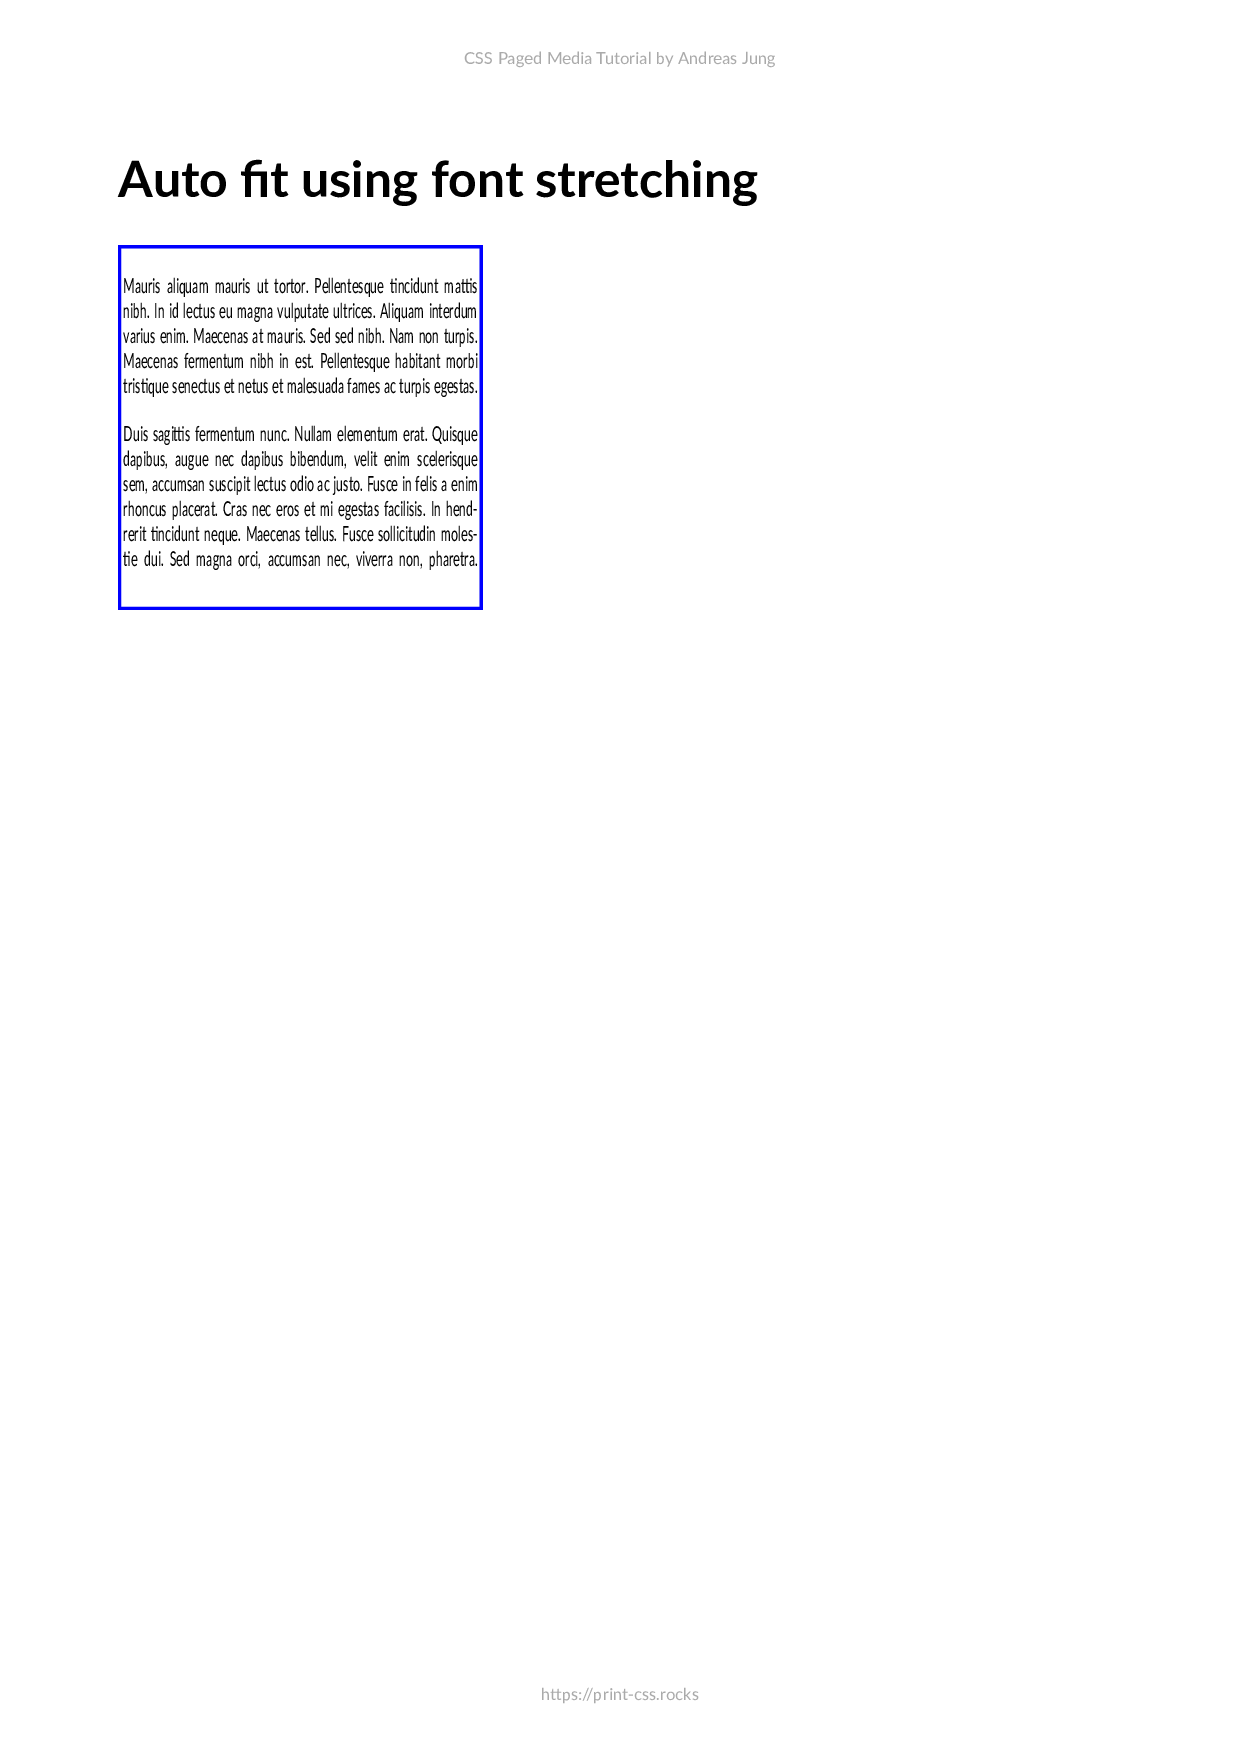 CSS Paged Media Tutorial by Andreas Jung
Auto fit using font stretching
Mauris aliquam mauris ut tortor. Pellentesque tincidunt mattis
nibh. In id lectus eu magna vulputate ultrices. Aliquam interdum
varius enim. Maecenas at mauris. Sed sed nibh. Nam non turpis.
Maecenas fermentum nibh in est. Pellentesque habitant morbi
tristique senectus et netus et malesuada fames ac turpis egestas.
Duis sagittis fermentum nunc. Nullam elementum erat. Quisque
dapibus, augue nec dapibus bibendum, velit enim scelerisque
sem, accumsan suscipit lectus odio ac justo. Fusce in felis a enim
rhoncus placerat. Cras nec eros et mi egestas facilisis. In hend-
rerit tincidunt neque. Maecenas tellus. Fusce sollicitudin moles-
tie dui. Sed magna orci, accumsan nec, viverra non, pharetra.
https://print-css.rocks